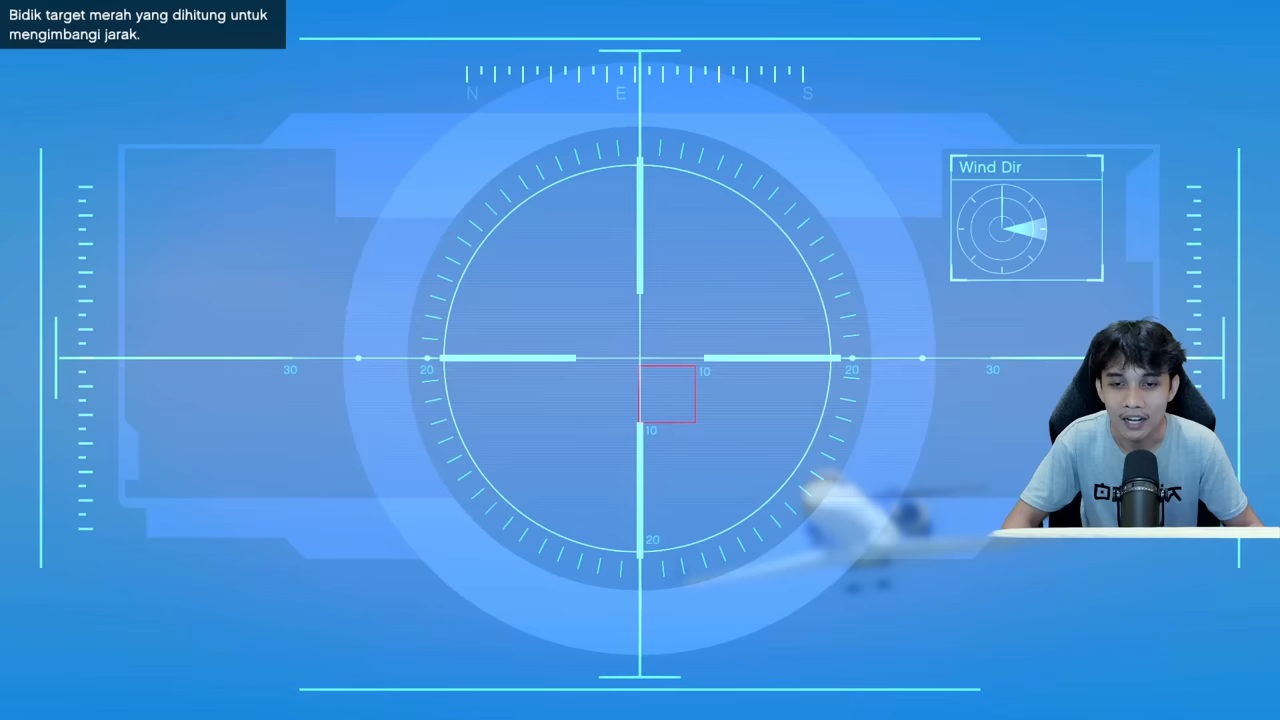 Bidik target merah yang dihitung untuk
mengimbangi jarak.
N E S
Wind Dir
30 20 10 20 30
10
20